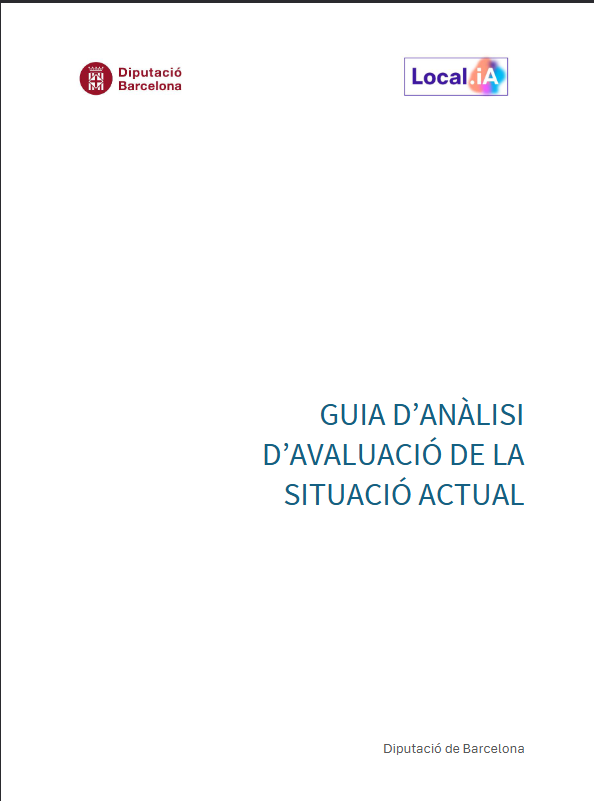 Diputació
Barcelona
Local.iA
GUIA D’ANÀLISI
D’AVALUACIÓ DE LA
SITUACIÓ ACTUAL
Diputació de Barcelona